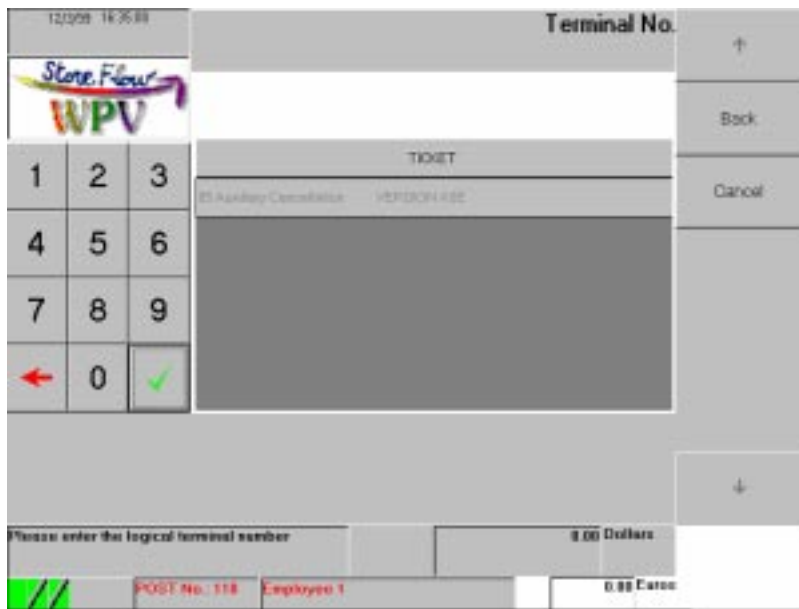 Terminal No.
Store Flow
WPV
Back
TICKET
1 2 3
Cancel
4 5 6
7 8 9
0
Please enter the logical terminal number
0.00 Dollars
POST No.: 118 Employee 1
0.00 Euros